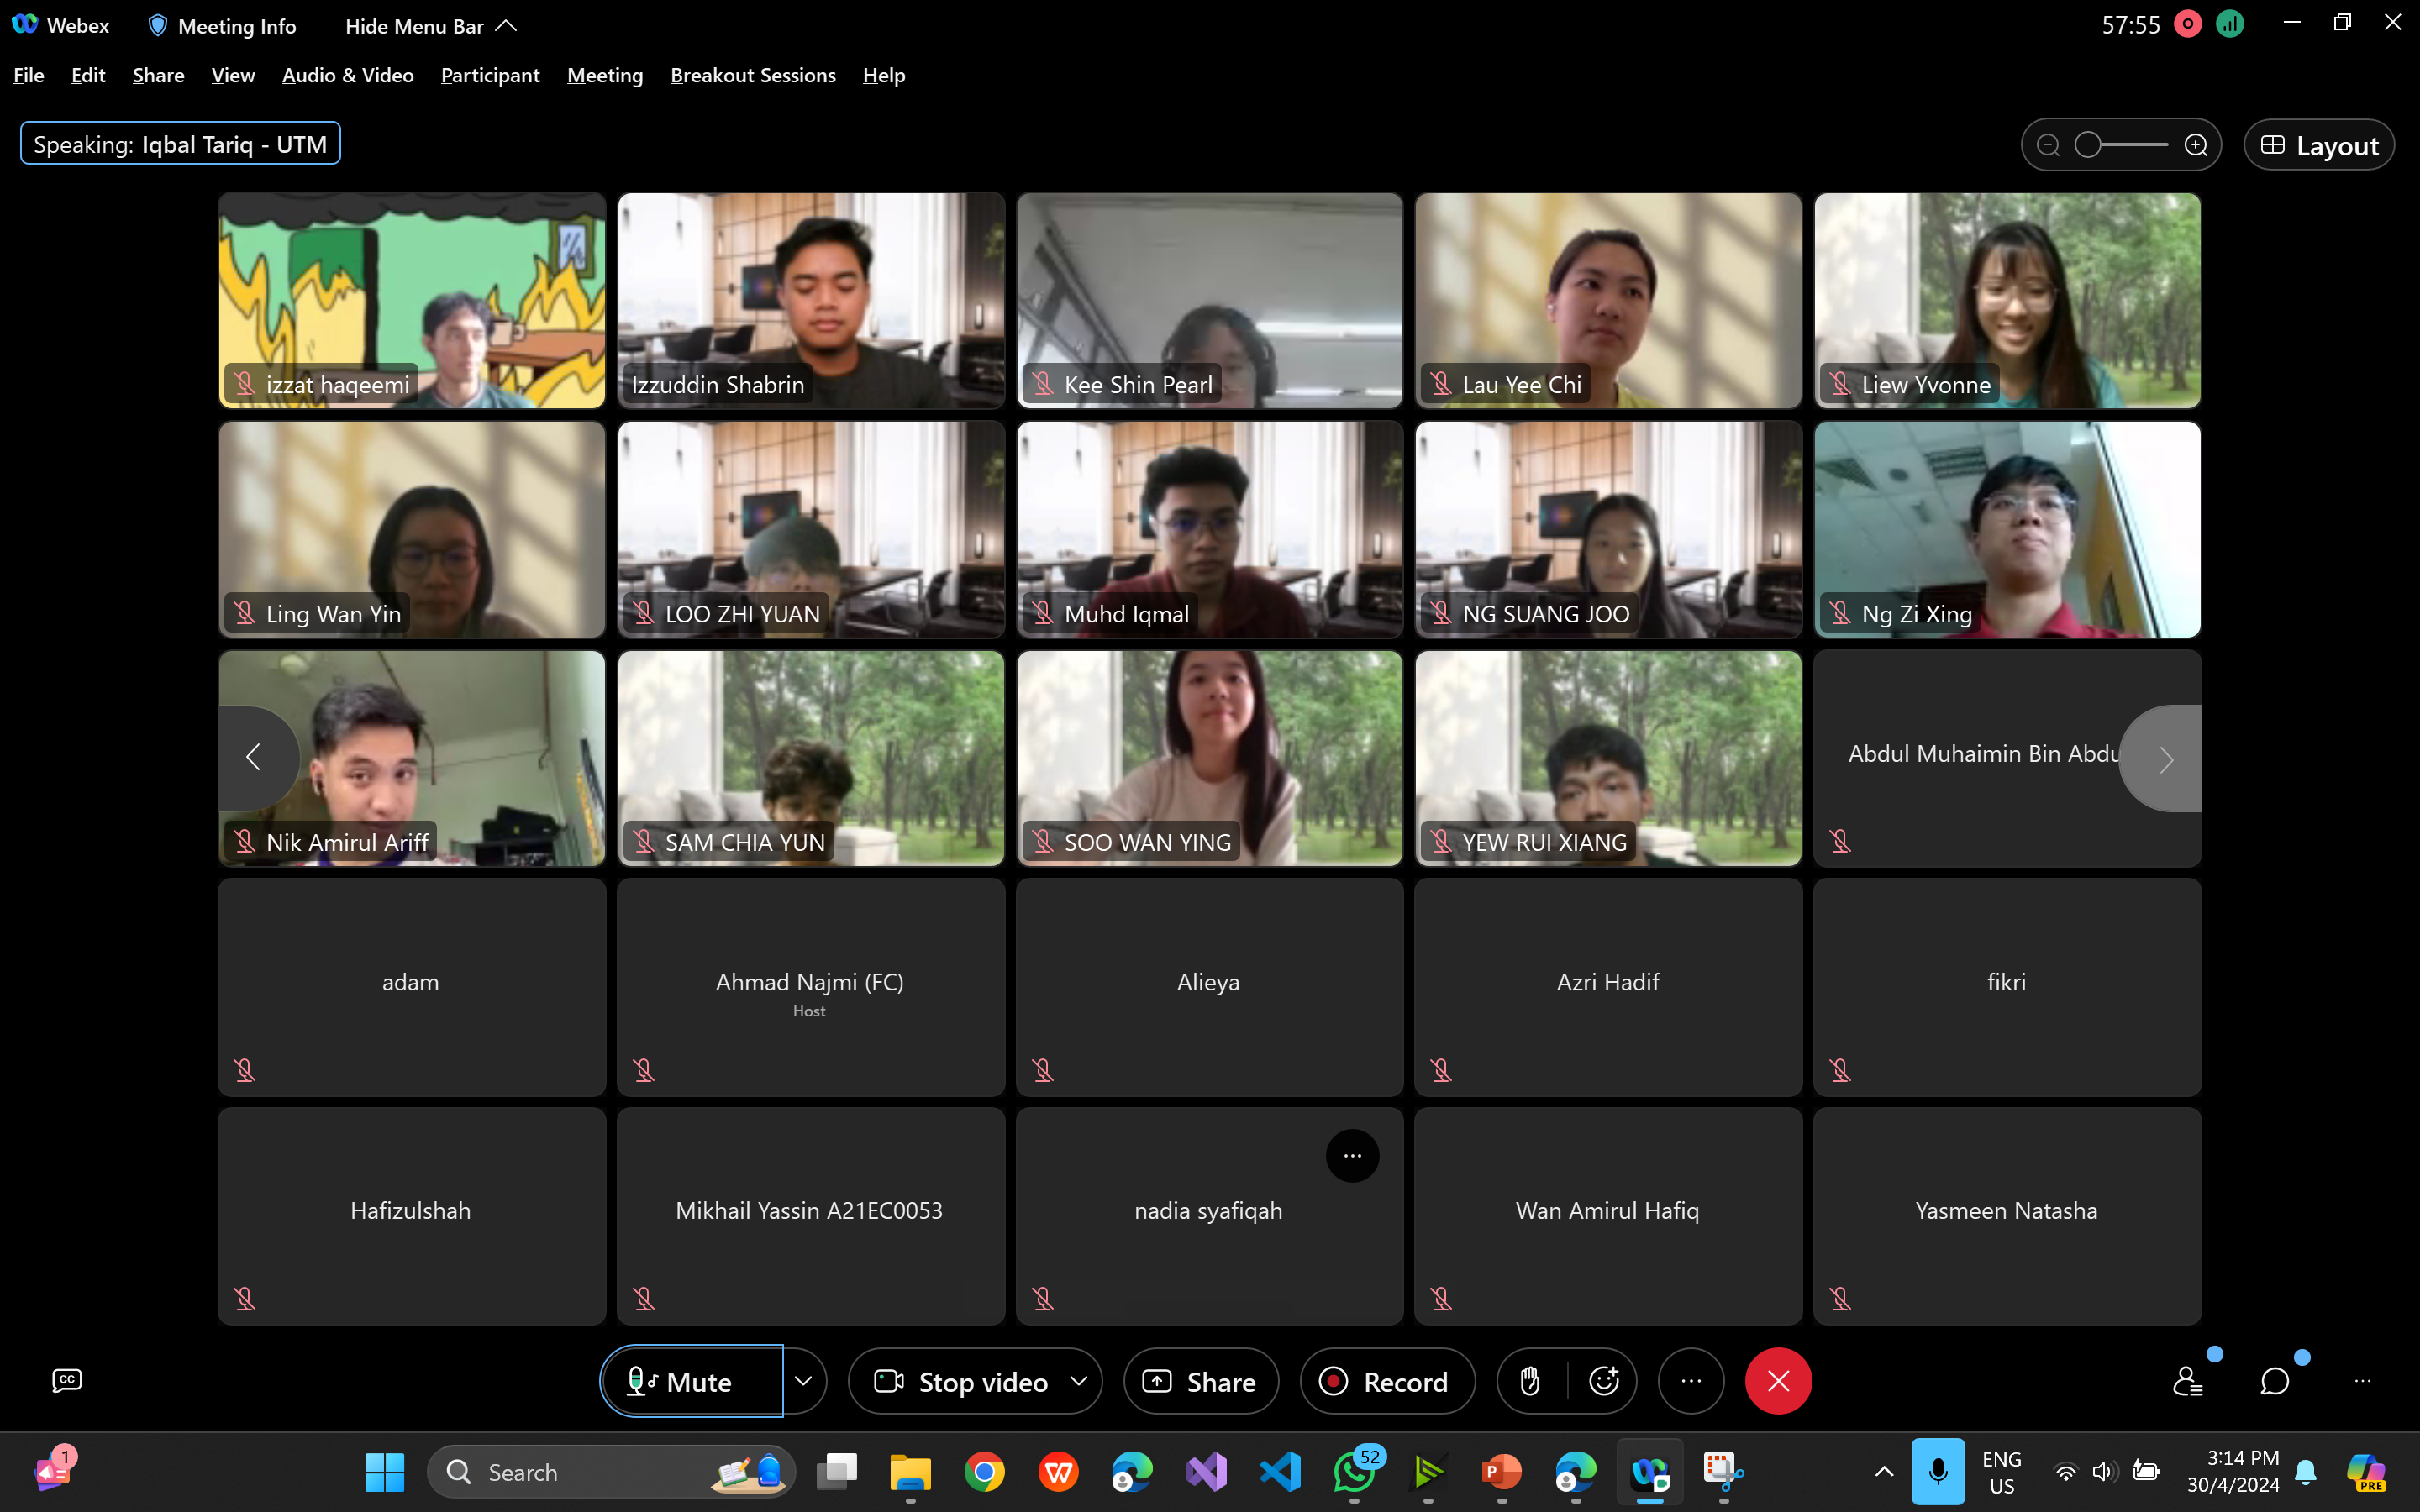 Webex Meeting Info Hide Menu Bar 57:55
File Edit Share View Audio & Video Participant Meeting Breakout Sessions Help
Speaking: Iqbal Tariq - UTM Layout
izzat haqeemi Izzuddin Shabrin Kee Shin Pearl Lau Yee Chi Liew Yvonne
Ling Wan Yin LOO ZHI YUAN Muhd Iqmal NG SUANG JOO Ng Zi Xing
Abdul Muhaimin Bin Abdu
Nik Amirul Ariff SAM CHIA YUN SOO WAN YING YEW RUI XIANG
adam Ahmad Najmi (FC) Alieya Azri Hadif fikri
Host
Hafizulshah Mikhail Yassin A21EC0053 nadia syafiqah Wan Amirul Hafiq Yasmeen Natasha
CC Mute Stop video Share Record
1 Search 52 ENG 3:14 PM
US 30/4/2024 PRE